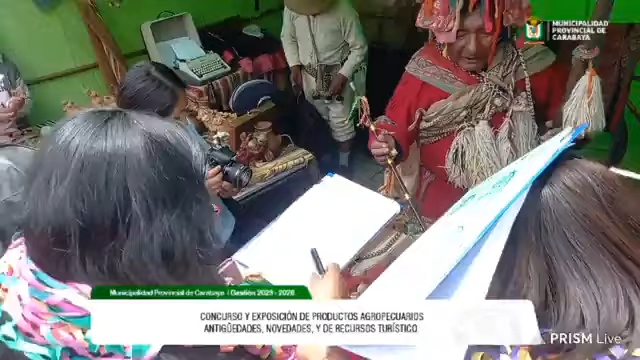 MUNICIPALIDAD
PROVINCIAL DE
CARABAYA
Municipalidad Provincial de Carabaya / Gestión 2023 - 2026
CONCURSO Y EXPOSICIÓN DE PRODUCTOS AGROPECUARIOS
ANTIGÜEDADES, NOVEDADES, Y DE RECURSOS TURÍSTICO.
PRISM Live